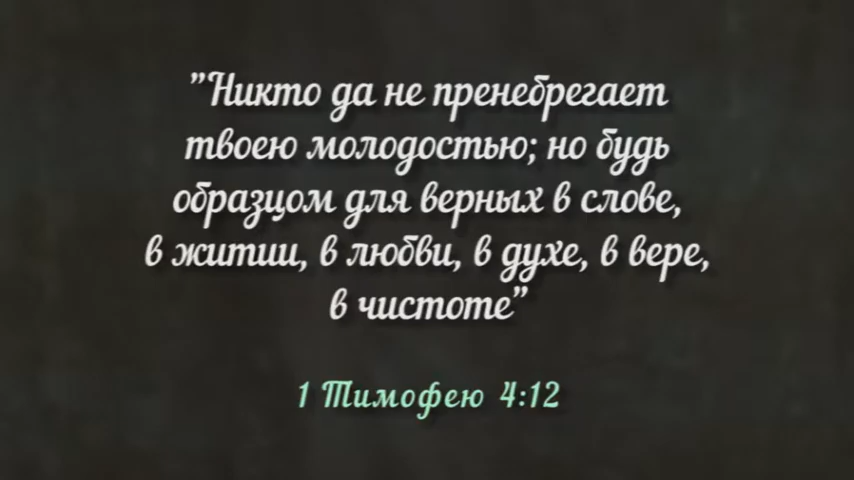 "Никто да не пренебрегает
твоею молодостью; но будь
образцом для верных в слове,
в житии, в любви, в духе, в вере,
в чистоте"
1 Тимофею 4:12